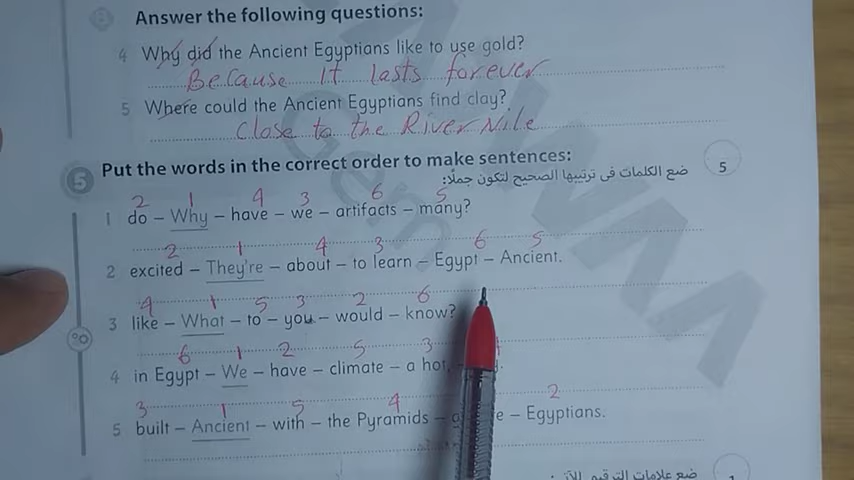 Answer the following questions:
4 Why did the Ancient Egyptians like to use gold?
Because It lasts forever
5 Where could the Ancient Egyptians find clay?
Close to the River Nile
5 Put the words in the correct order to make sentences:
ضع الكلمات فى ترتيبها الصحيح لتكون جملًا:
5
2 1 4 3 6 5
1 do – Why – have – we – artifacts – many?
2 1 4 3 6 5
2 excited – They're – about – to learn – Egypt – Ancient.
4 1 5 3 2 6
3 like – What – to – you – would – know?
6 1 2 5 3
4 in Egypt – We – have – climate – a hot,
3 1 5 4 2
5 built – Ancient – with – the Pyramids – – Egyptians.
ضع علامات الترقيم